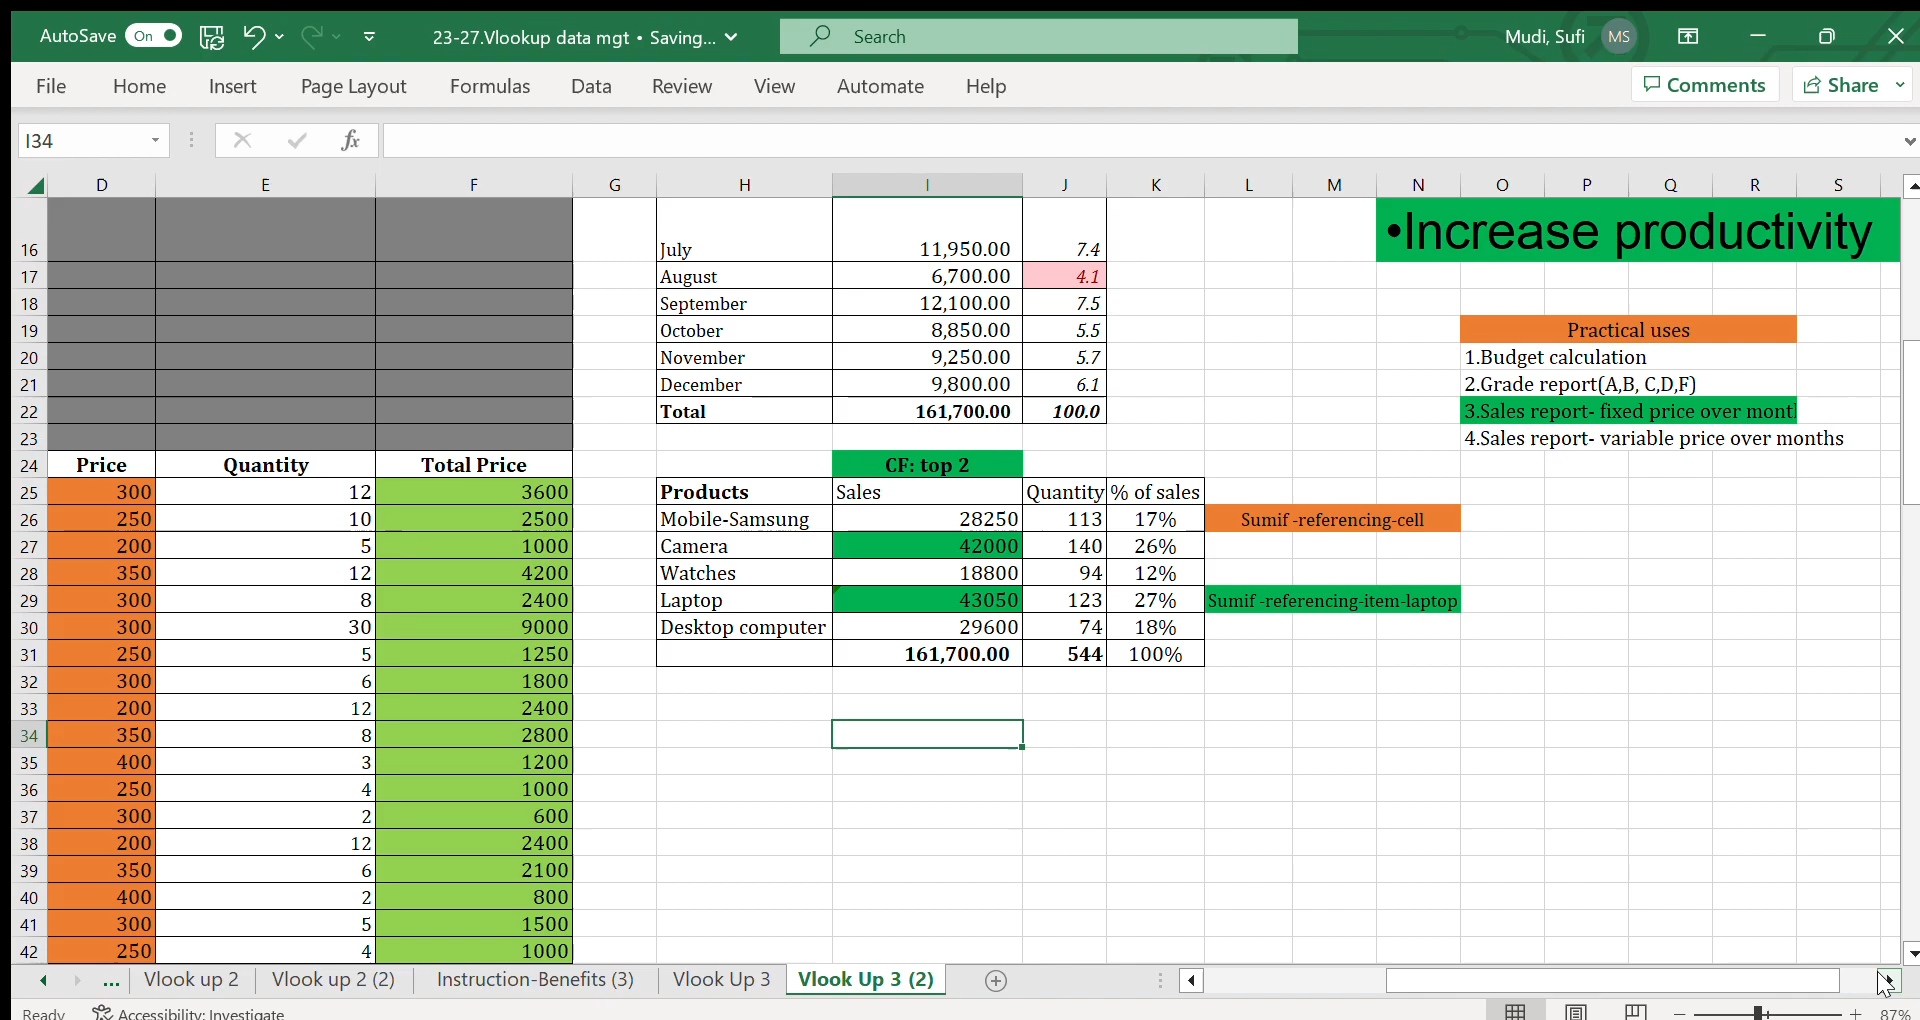 AutoSave On 23-27.Vlookup data mgt • Saving... Search Mudi, Sufi MS
File Home Insert Page Layout Formulas Data Review View Automate Help Comments Share
I34 fx
D E F G H I J K L M N O P Q R S
•Increase productivity
16 July 11,950.00 7.4
17 August 6,700.00 4.1
18 September 12,100.00 7.5
19 October 8,850.00 5.5 Practical uses
20 November 9,250.00 5.7 1.Budget calculation
21 December 9,800.00 6.1 2.Grade report(A,B, C,D,F)
22 Total 161,700.00 100.0 3.Sales report- fixed price over mont
23 4.Sales report- variable price over months
24 Price Quantity Total Price CF: top 2
25 300 12 3600 Products Sales Quantity % of sales
26 250 10 2500 Mobile-Samsung 28250 113 17% Sumif -referencing-cell
27 200 5 1000 Camera 42000 140 26%
28 350 12 4200 Watches 18800 94 12%
29 300 8 2400 Laptop 43050 123 27% Sumif -referencing-item-laptop
30 300 30 9000 Desktop computer 29600 74 18%
31 250 5 1250 161,700.00 544 100%
32 300 6 1800
33 200 12 2400
34 350 8 2800
35 400 3 1200
36 250 4 1000
37 300 2 600
38 200 12 2400
39 350 6 2100
40 400 2 800
41 300 5 1500
42 250 4 1000
... Vlook up 2 Vlook up 2 (2) Instruction-Benefits (3) Vlook Up 3 Vlook Up 3 (2)
Ready Accessibility: Investigate 87%